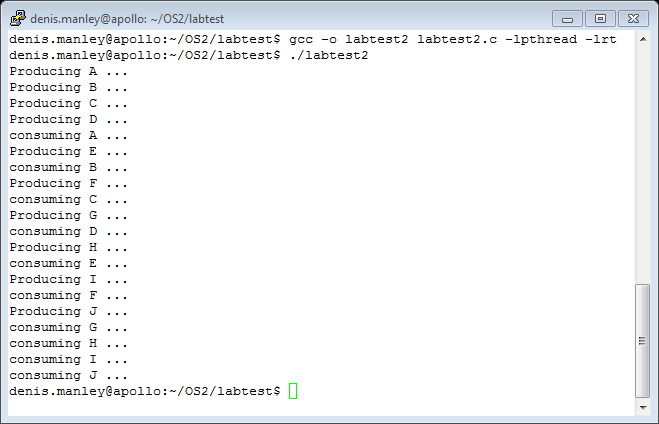 denis.manley@apollo: ~/OS2/labtest
denis.manley@apollo:~/OS2/labtest$ gcc -o labtest2 labtest2.c -lpthread -lrt
denis.manley@apollo:~/OS2/labtest$ ./labtest2
Producing A ...
Producing B ...
Producing C ...
Producing D ...
consuming A ...
Producing E ...
consuming B ...
Producing F ...
consuming C ...
Producing G ...
consuming D ...
Producing H ...
consuming E ...
Producing I ...
consuming F ...
Producing J ...
consuming G ...
consuming H ...
consuming I ...
consuming J ...
denis.manley@apollo:~/OS2/labtest$